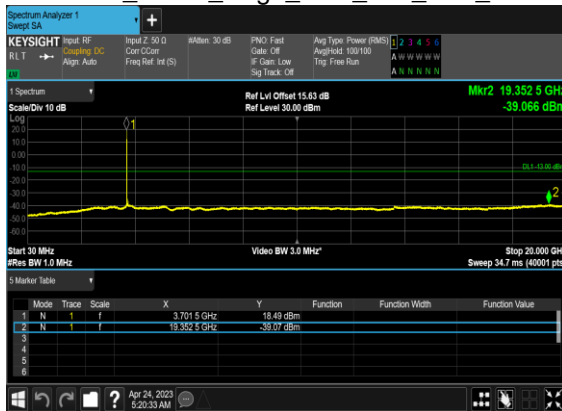 Spectrum Analyzer 1
Swept SA
+
KEYSIGHT Input: RF Input Z: 50 Ω #Atten: 30 dB PNO: Fast Avg Type: Power (RMS) 1 2 3 4 5 6
RLT Coupling: DC Corr CCorr Gate: Off Avg|Hold: 100/100 A W W W W W
Align: Auto Freq Ref: Int (S) IF Gain: Low Trig: Free Run
Sig Track: Off A N N N N N
1 Spectrum Ref Lvl Offset 15.63 dB Mkr2 19.352 5 GHz
Scale/Div 10 dB Ref Level 30.00 dBm -39.066 dBm
Log
20.0 1
10.0
0.00
-10.0 DL1 -13.00 dBm
-20.0
-30.0 2
-40.0
-50.0
-60.0
Start 30 MHz Video BW 3.0 MHz* Stop 20.000 GHz
#Res BW 1.0 MHz Sweep 34.7 ms (40001 pts)
5 Marker Table
Mode Trace Scale X Y Function Function Width Function Value
1 N 1 f 3.701 5 GHz 18.49 dBm
2 N 1 f 19.352 5 GHz -39.07 dBm
3
4
5
6
? Apr 24, 2023
5:20:33 AM